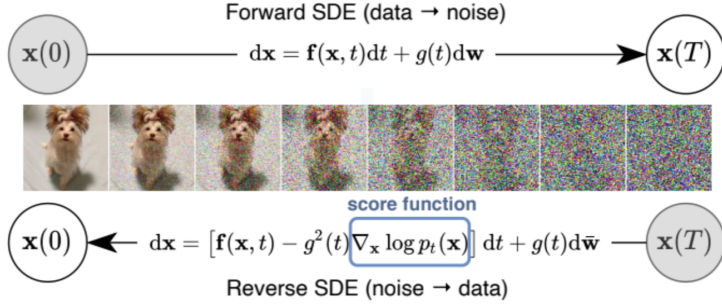 Forward SDE (data → noise)
x(0) dx = f(x, t)dt + g(t)dw x(T)
score function
x(0) dx = [f(x, t) − g²(t)∇ₓ log pₜ(x)] dt + g(t)dw̄ x(T)
Reverse SDE (noise → data)